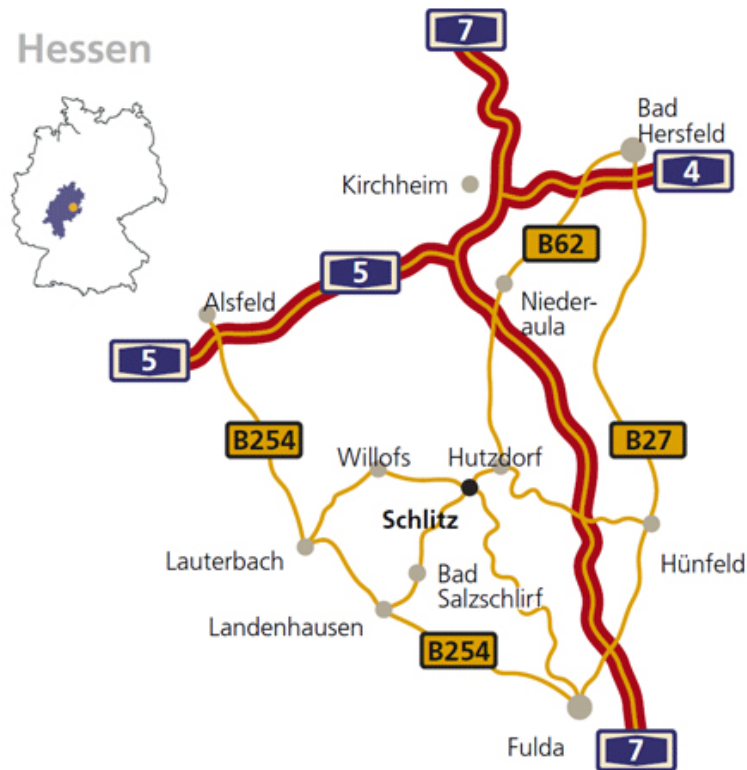 7
Hessen
Bad
Hersfeld
4
Kirchheim
B62
5
Nieder-
aula
Alsfeld
5
B254
B27
Willofs
Hutzdorf
Schlitz
Lauterbach
Hünfeld
Bad
Salzschlirf
Landenhausen
B254
Fulda
7